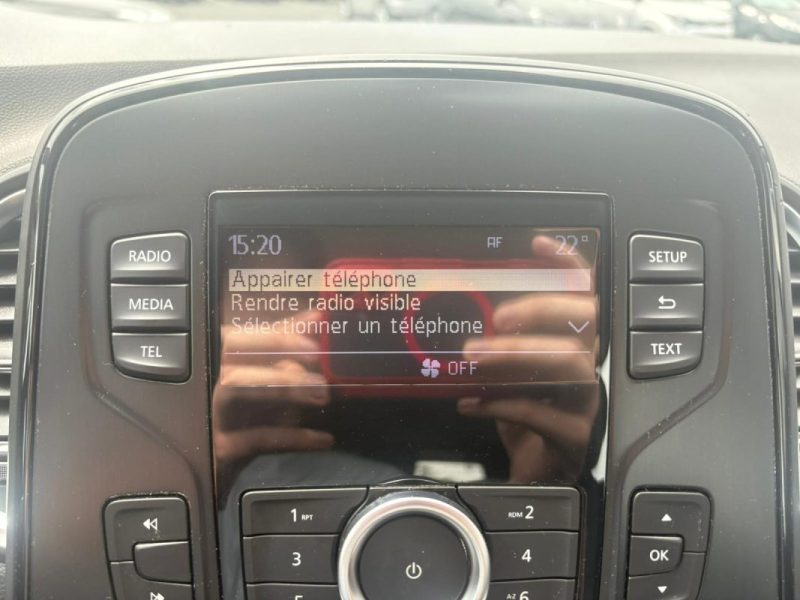 15:20 AF 22°
Appairer téléphone
Rendre radio visible
Sélectionner un téléphone
OFF
RADIO
MEDIA
TEL
SETUP
TEXT
1 RPT
RDM 2
3
4
5
A-Z 6
OK